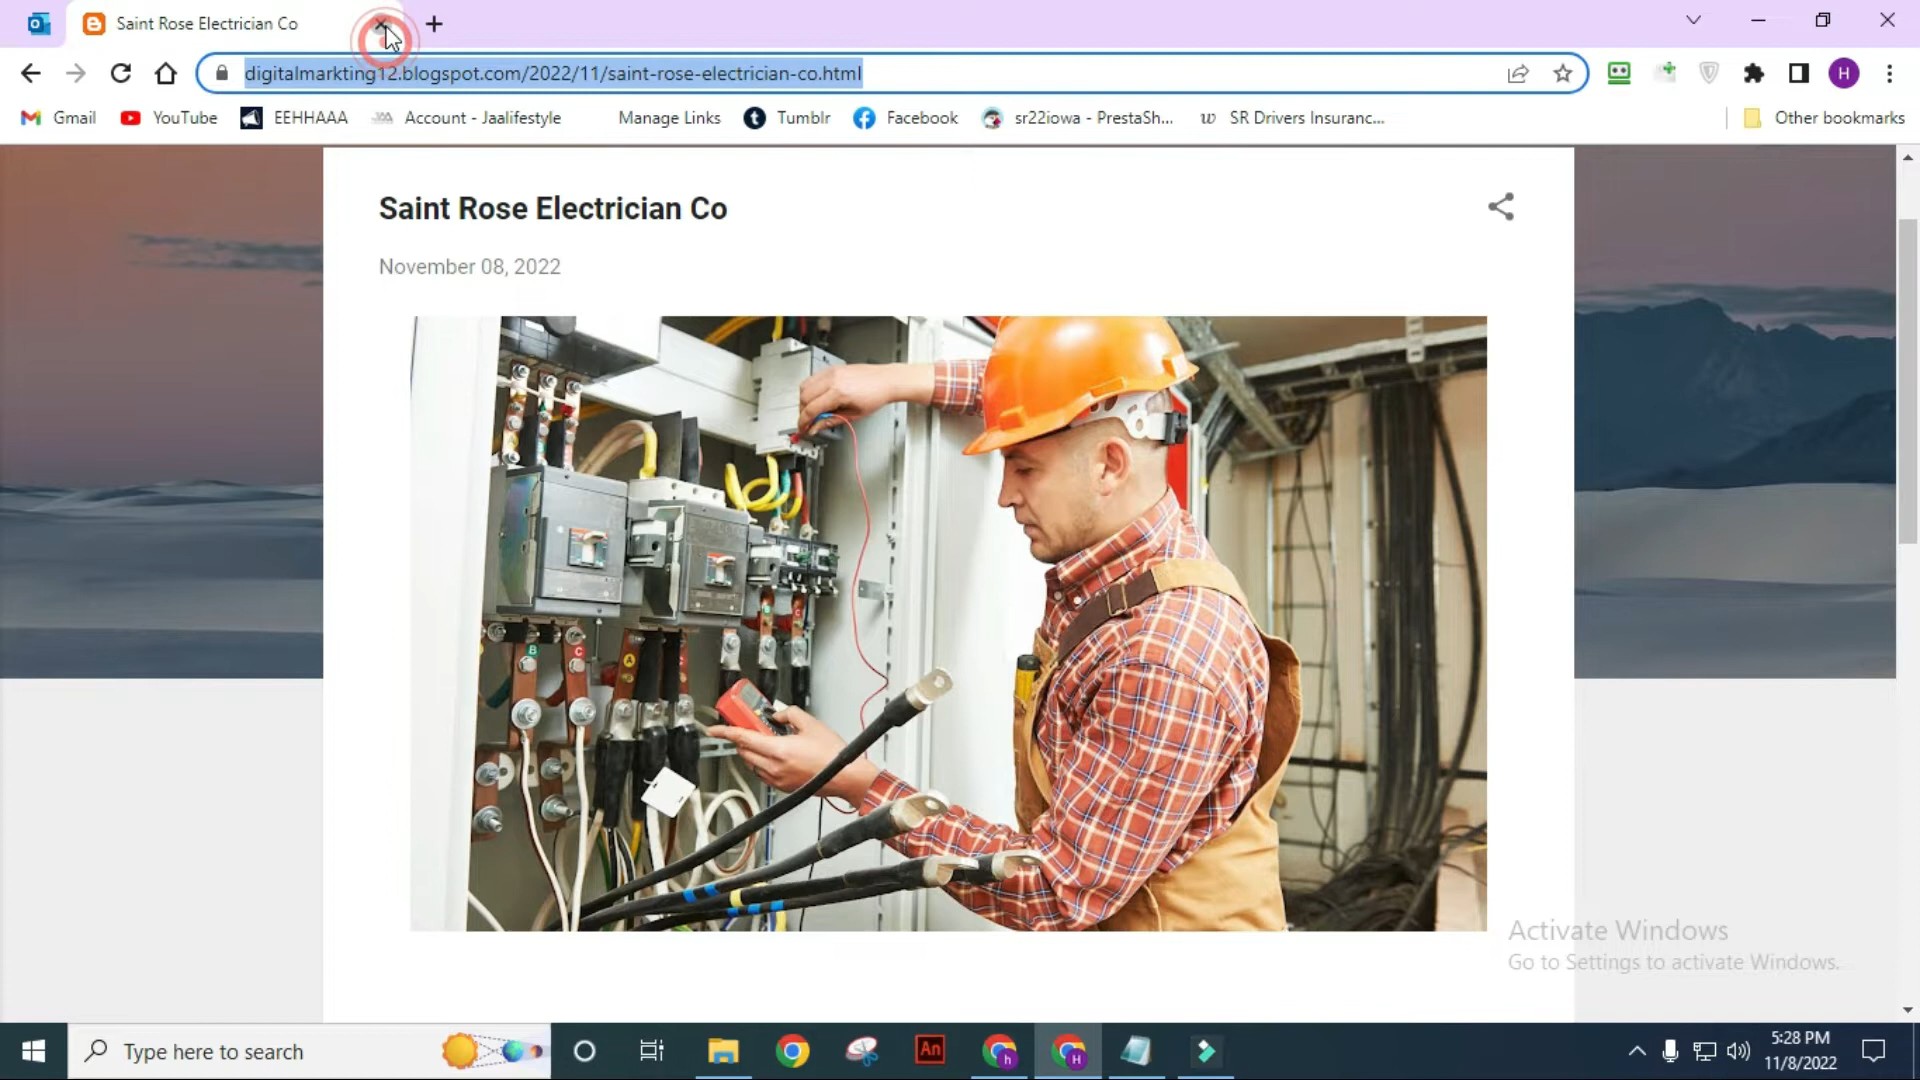 Saint Rose Electrician Co
digitalmarkting12.blogspot.com/2022/11/saint-rose-electrician-co.html
H
Gmail
YouTube
EEHHAAA
Account - Jaalifestyle
Manage Links
Tumblr
Facebook
sr22iowa - PrestaSh...
SR Drivers Insuranc...
Other bookmarks
Saint Rose Electrician Co
November 08, 2022
B
C
A
C
Activate Windows
Go to Settings to activate Windows.
Type here to search
An
h
H
5:28 PM
11/8/2022